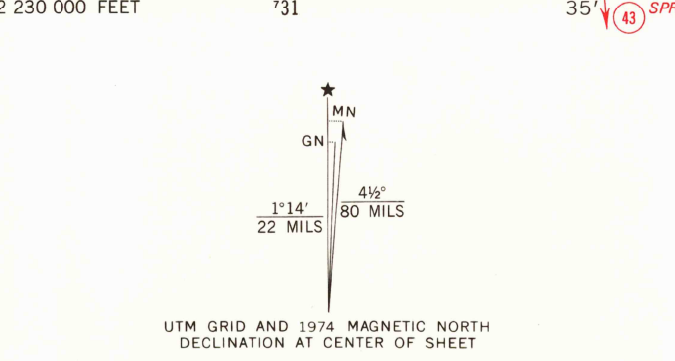 2 230 000 FEET ⁷31 35' 43 SPR
MN
GN
4½°
1°14' 80 MILS
22 MILS
UTM GRID AND 1974 MAGNETIC NORTH
DECLINATION AT CENTER OF SHEET